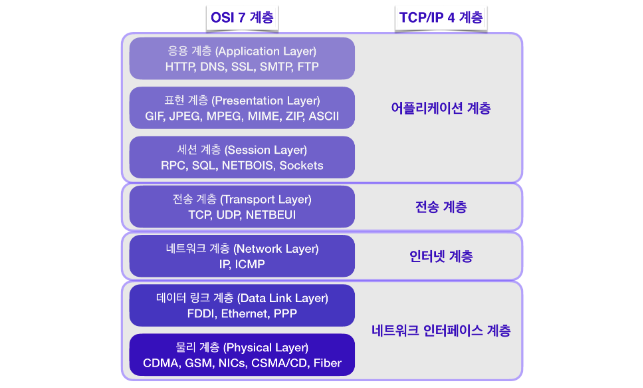 OSI 7 계층
TCP/IP 4 계층
응용 계층 (Application Layer)
HTTP, DNS, SSL, SMTP, FTP
표현 계층 (Presentation Layer)
GIF, JPEG, MPEG, MIME, ZIP, ASCII
세션 계층 (Session Layer)
RPC, SQL, NETBOIS, Sockets
어플리케이션 계층
전송 계층 (Transport Layer)
TCP, UDP, NETBEUI
전송 계층
네트워크 계층 (Network Layer)
IP, ICMP
인터넷 계층
데이터 링크 계층 (Data Link Layer)
FDDI, Ethernet, PPP
물리 계층 (Physical Layer)
CDMA, GSM, NICs, CSMA/CD, Fiber
네트워크 인터페이스 계층